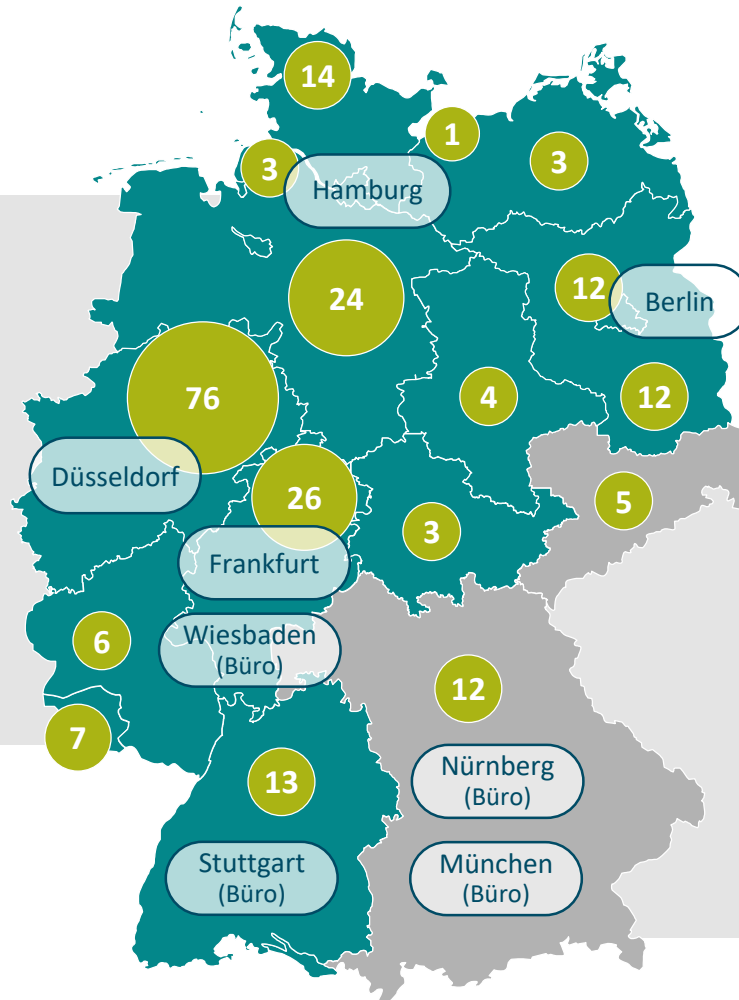 14
1
3
3
Hamburg
24
12
Berlin
76
4
12
Düsseldorf
26
5
3
Frankfurt
Wiesbaden
(Büro)
6
12
7
13
Nürnberg
(Büro)
Stuttgart
(Büro)
München
(Büro)